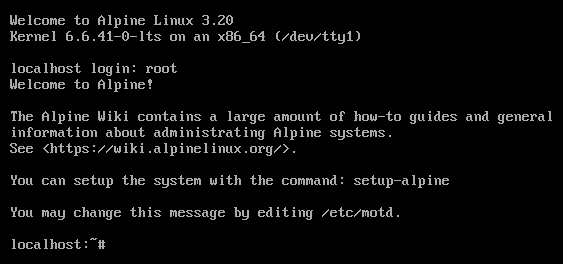 Welcome to Alpine Linux 3.20
Kernel 6.6.41-0-lts on an x86_64 (/dev/tty1)
localhost login: root
Welcome to Alpine!
The Alpine Wiki contains a large amount of how-to guides and general
information about administrating Alpine systems.
See <https://wiki.alpinelinux.org/>.
You can setup the system with the command: setup-alpine
You may change this message by editing /etc/motd.
localhost:~#